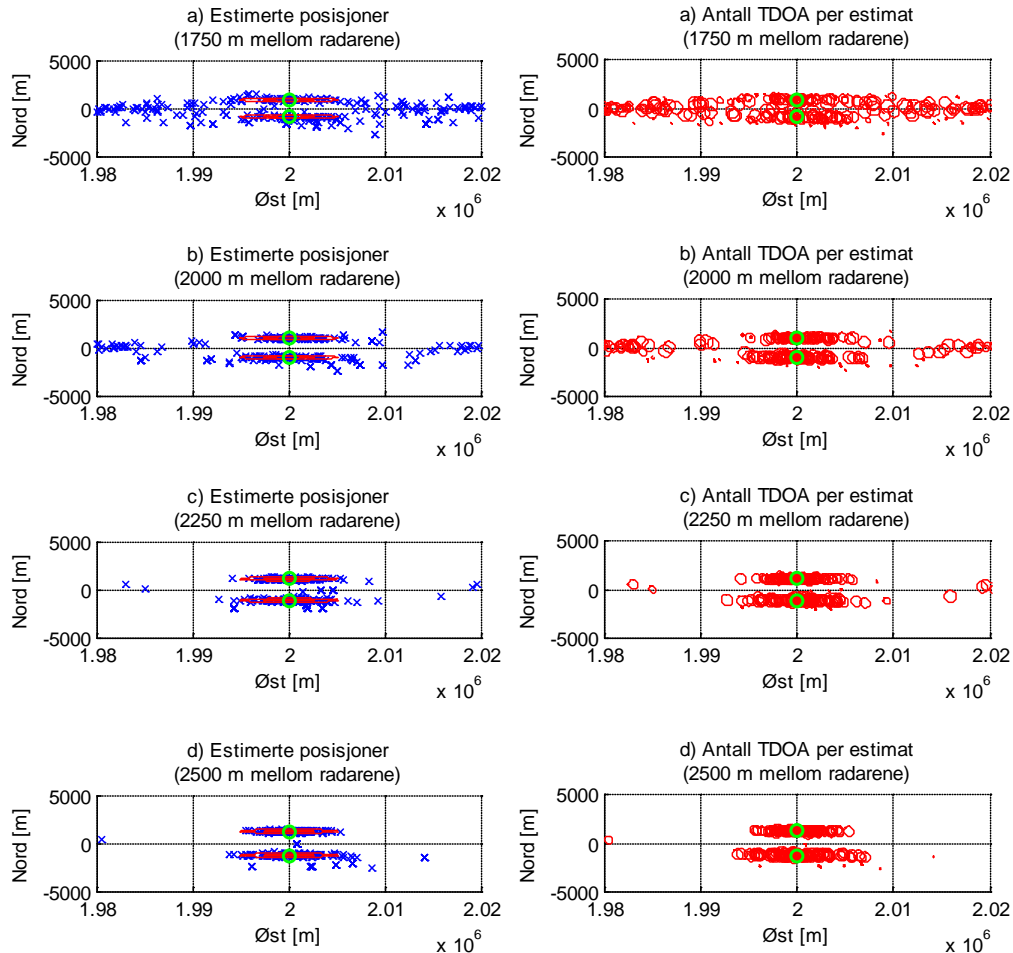 a) Estimerte posisjoner
(1750 m mellom radarene)
5000
0
-5000
Nord [m]
1.98
1.99
2
2.01
2.02
Øst [m]
x 10^6
a) Antall TDOA per estimat
(1750 m mellom radarene)
5000
0
-5000
Nord [m]
1.98
1.99
2
2.01
2.02
Øst [m]
x 10^6
b) Estimerte posisjoner
(2000 m mellom radarene)
5000
0
-5000
Nord [m]
1.98
1.99
2
2.01
2.02
Øst [m]
x 10^6
b) Antall TDOA per estimat
(2000 m mellom radarene)
5000
0
-5000
Nord [m]
1.98
1.99
2
2.01
2.02
Øst [m]
x 10^6
c) Estimerte posisjoner
(2250 m mellom radarene)
5000
0
-5000
Nord [m]
1.98
1.99
2
2.01
2.02
Øst [m]
x 10^6
c) Antall TDOA per estimat
(2250 m mellom radarene)
5000
0
-5000
Nord [m]
1.98
1.99
2
2.01
2.02
Øst [m]
x 10^6
d) Estimerte posisjoner
(2500 m mellom radarene)
5000
0
-5000
Nord [m]
1.98
1.99
2
2.01
2.02
Øst [m]
x 10^6
d) Antall TDOA per estimat
(2500 m mellom radarene)
5000
0
-5000
Nord [m]
1.98
1.99
2
2.01
2.02
Øst [m]
x 10^6